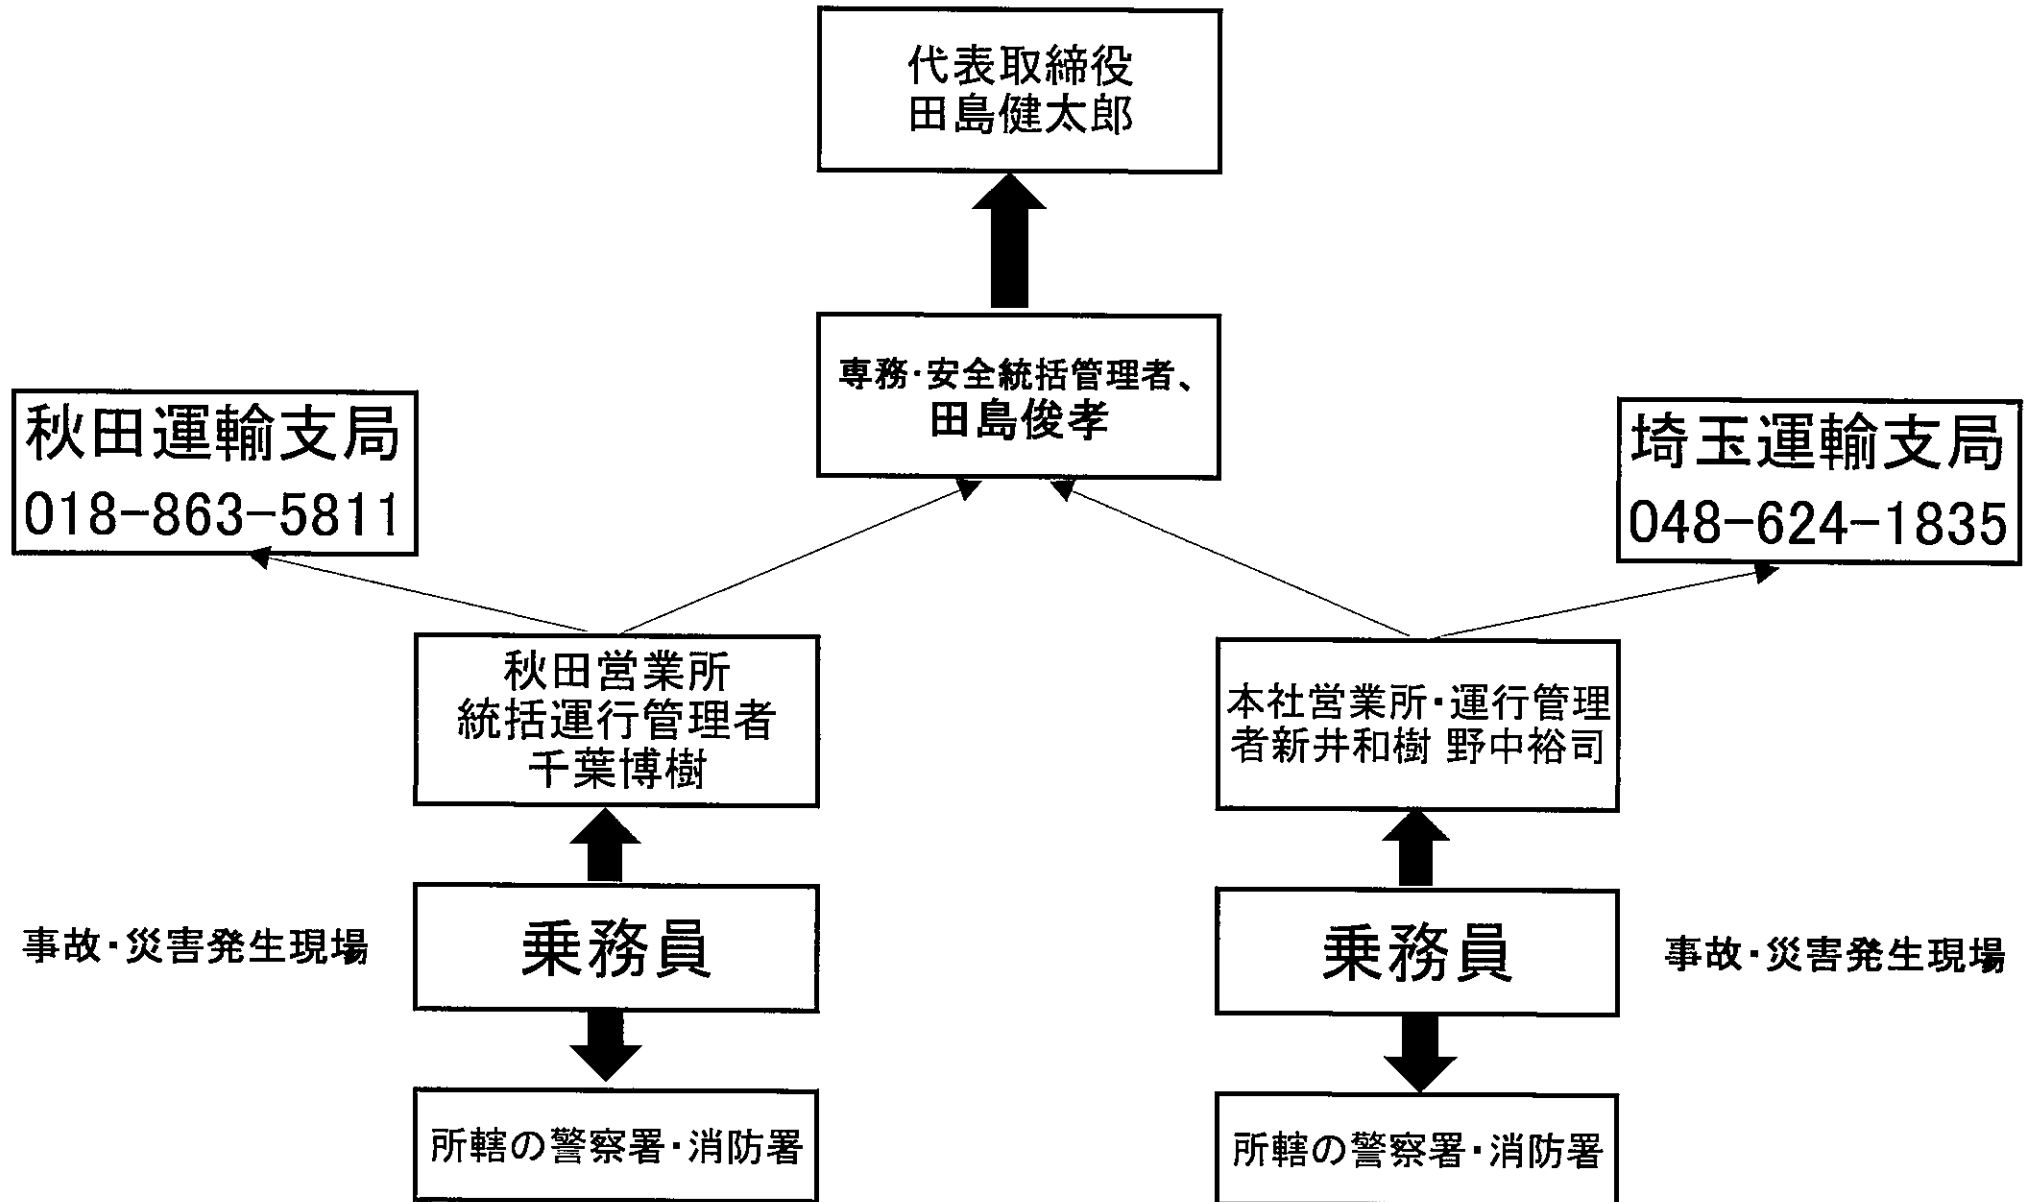 代表取締役
田島健太郎
専務・安全統括管理者、
田島俊孝
秋田運輸支局
018-863-5811
埼玉運輸支局
048-624-1835
秋田営業所
統括運行管理者
千葉博樹
本社営業所・運行管理
者新井和樹 野中裕司
事故・災害発生現場
乗務員
乗務員
事故・災害発生現場
所轄の警察署・消防署
所轄の警察署・消防署